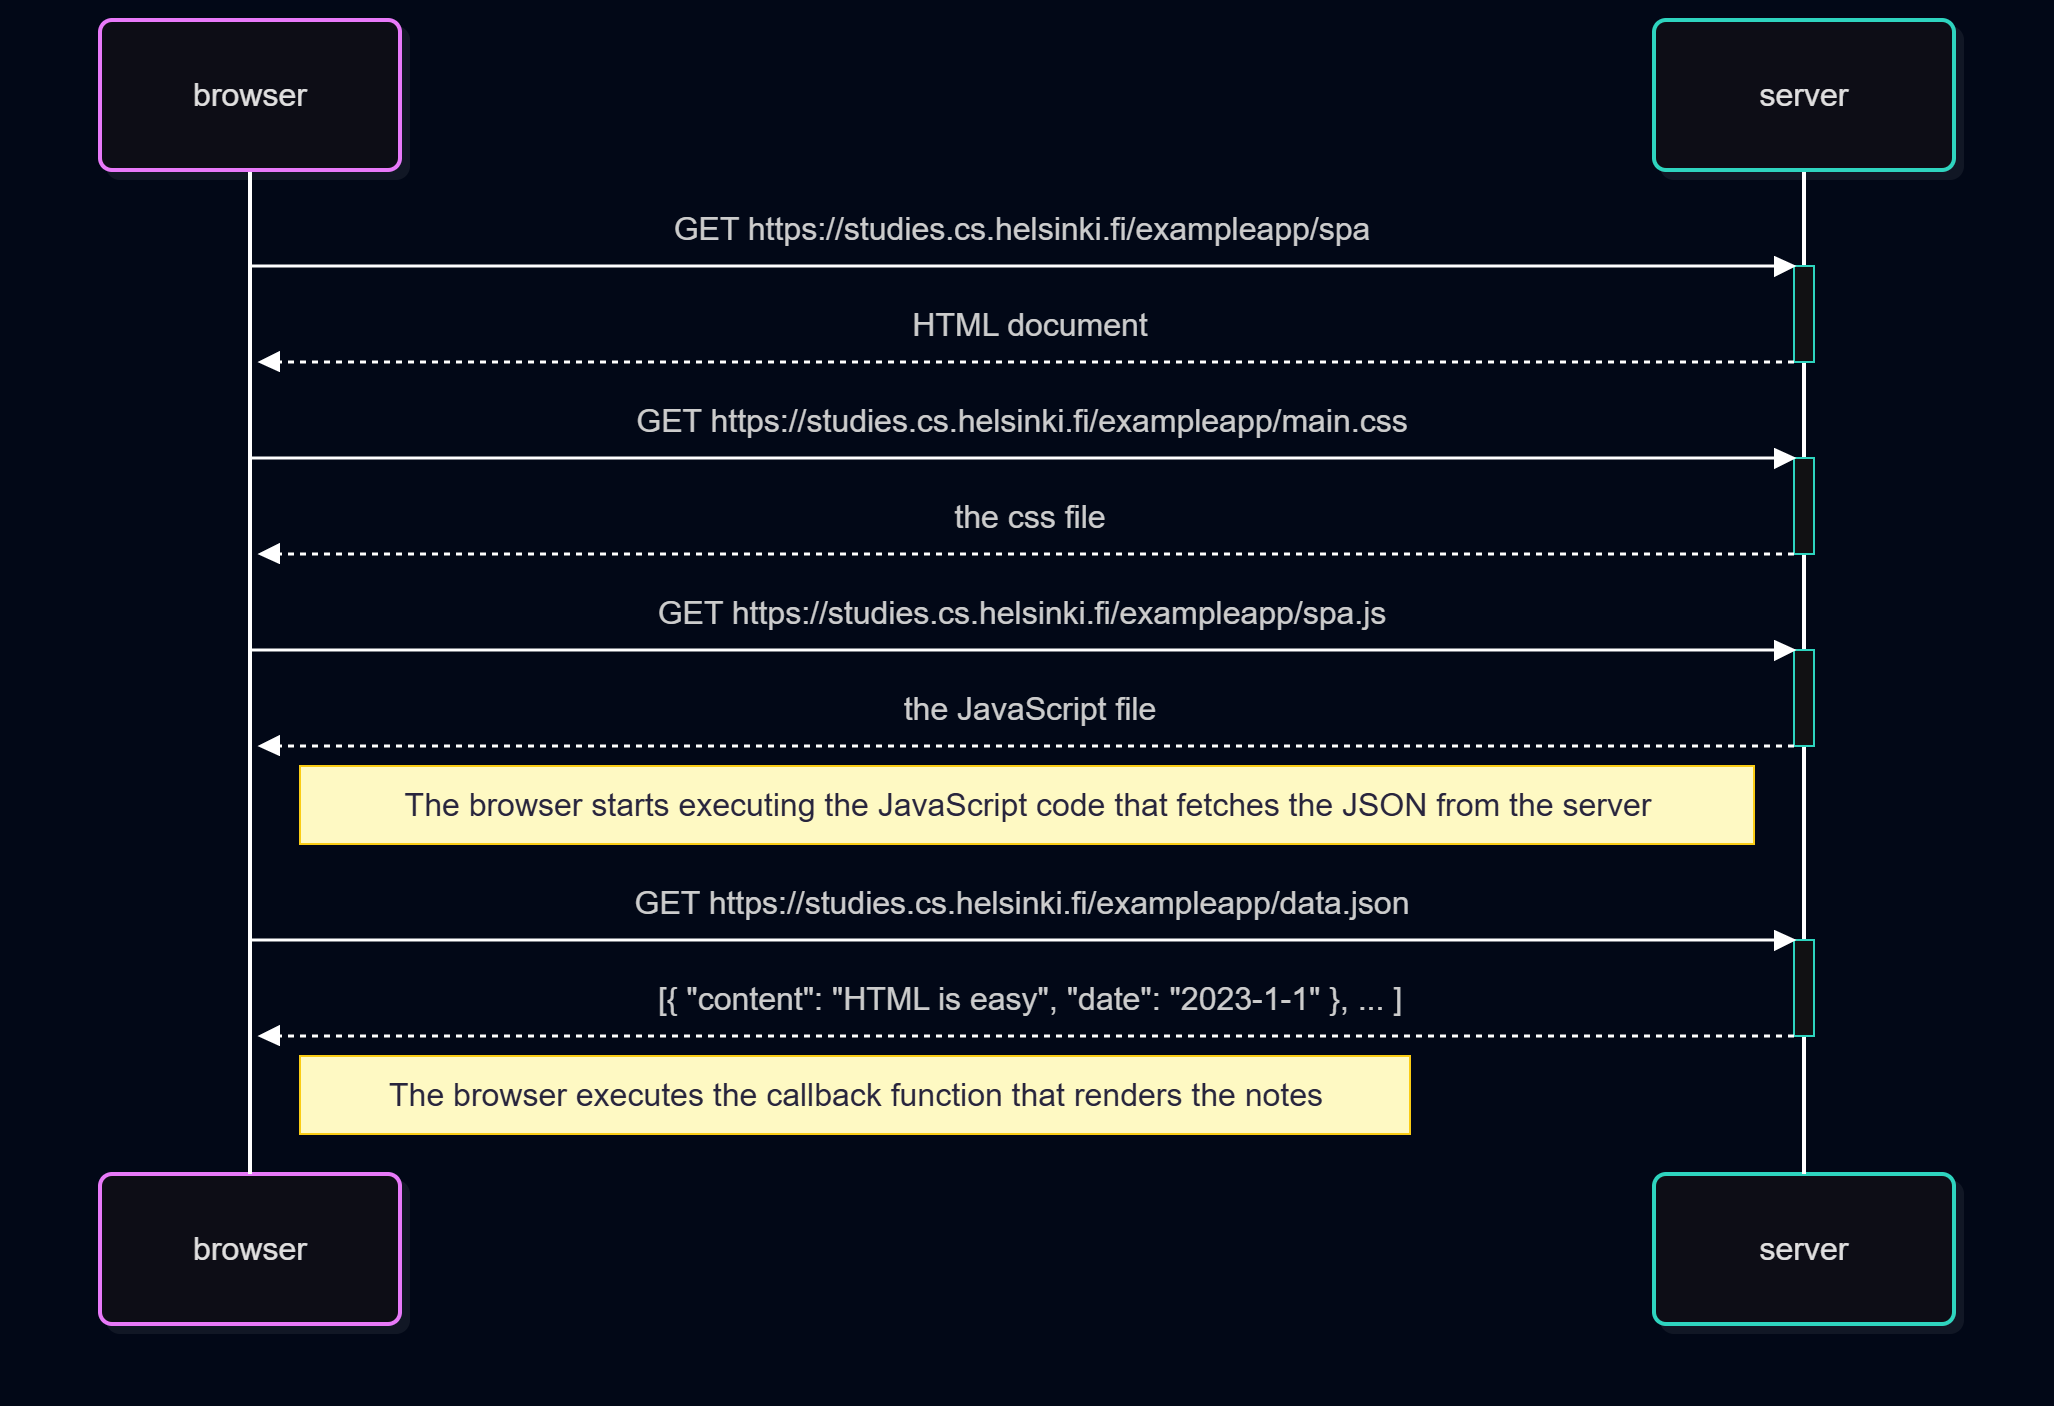 browser
server
GET https://studies.cs.helsinki.fi/exampleapp/spa
HTML document
GET https://studies.cs.helsinki.fi/exampleapp/main.css
the css file
GET https://studies.cs.helsinki.fi/exampleapp/spa.js
the JavaScript file
The browser starts executing the JavaScript code that fetches the JSON from the server
GET https://studies.cs.helsinki.fi/exampleapp/data.json
[{ "content": "HTML is easy", "date": "2023-1-1" }, ... ]
The browser executes the callback function that renders the notes
browser
server